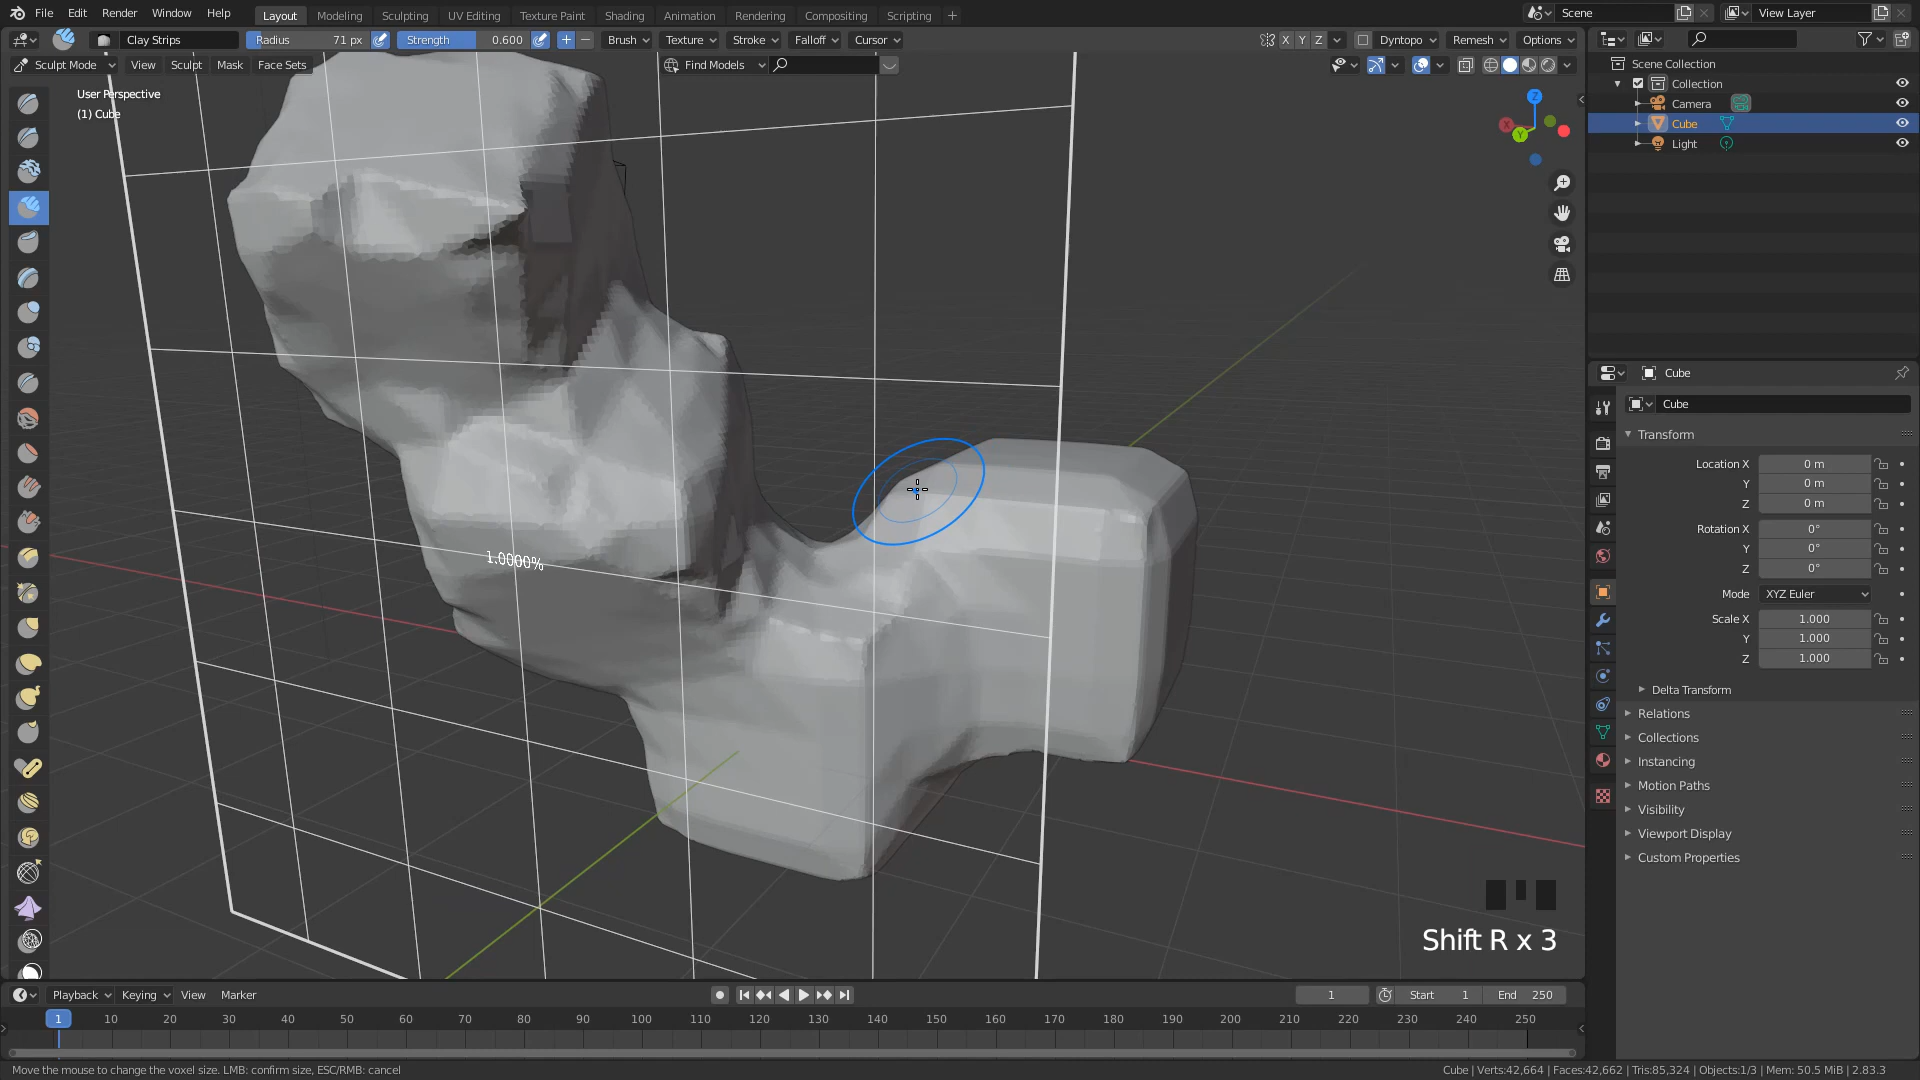 File Edit Render Window Help Layout Modeling Sculpting UV Editing Texture Paint Shading Animation Rendering Compositing Scripting + Scene View Layer
Clay Strips Radius 71 px Strength 0.600 Brush Texture Stroke Falloff Cursor X Y Z Dyntopo Remesh Options
Sculpt Mode View Sculpt Mask Face Sets Find Models
User Perspective
(1) Cube
Scene Collection
Collection
Camera
Cube
Light
Z
X
Y
1.0000%
Shift R x 3
Cube
Cube
Transform
Location X 0 m
Y 0 m
Z 0 m
Rotation X 0°
Y 0°
Z 0°
Mode XYZ Euler
Scale X 1.000
Y 1.000
Z 1.000
Delta Transform
Relations
Collections
Instancing
Motion Paths
Visibility
Viewport Display
Custom Properties
Playback Keying View Marker 1 Start 1 End 250
1 10 20 30 40 50 60 70 80 90 100 110 120 130 140 150 160 170 180 190 200 210 220 230 240 250
Move the mouse to change the voxel size. LMB: confirm size, ESC/RMB: cancel
Cube | Verts:42,664 | Faces:42,662 | Tris:85,324 | Objects:1/3 | Mem: 50.5 MiB | 2.83.3